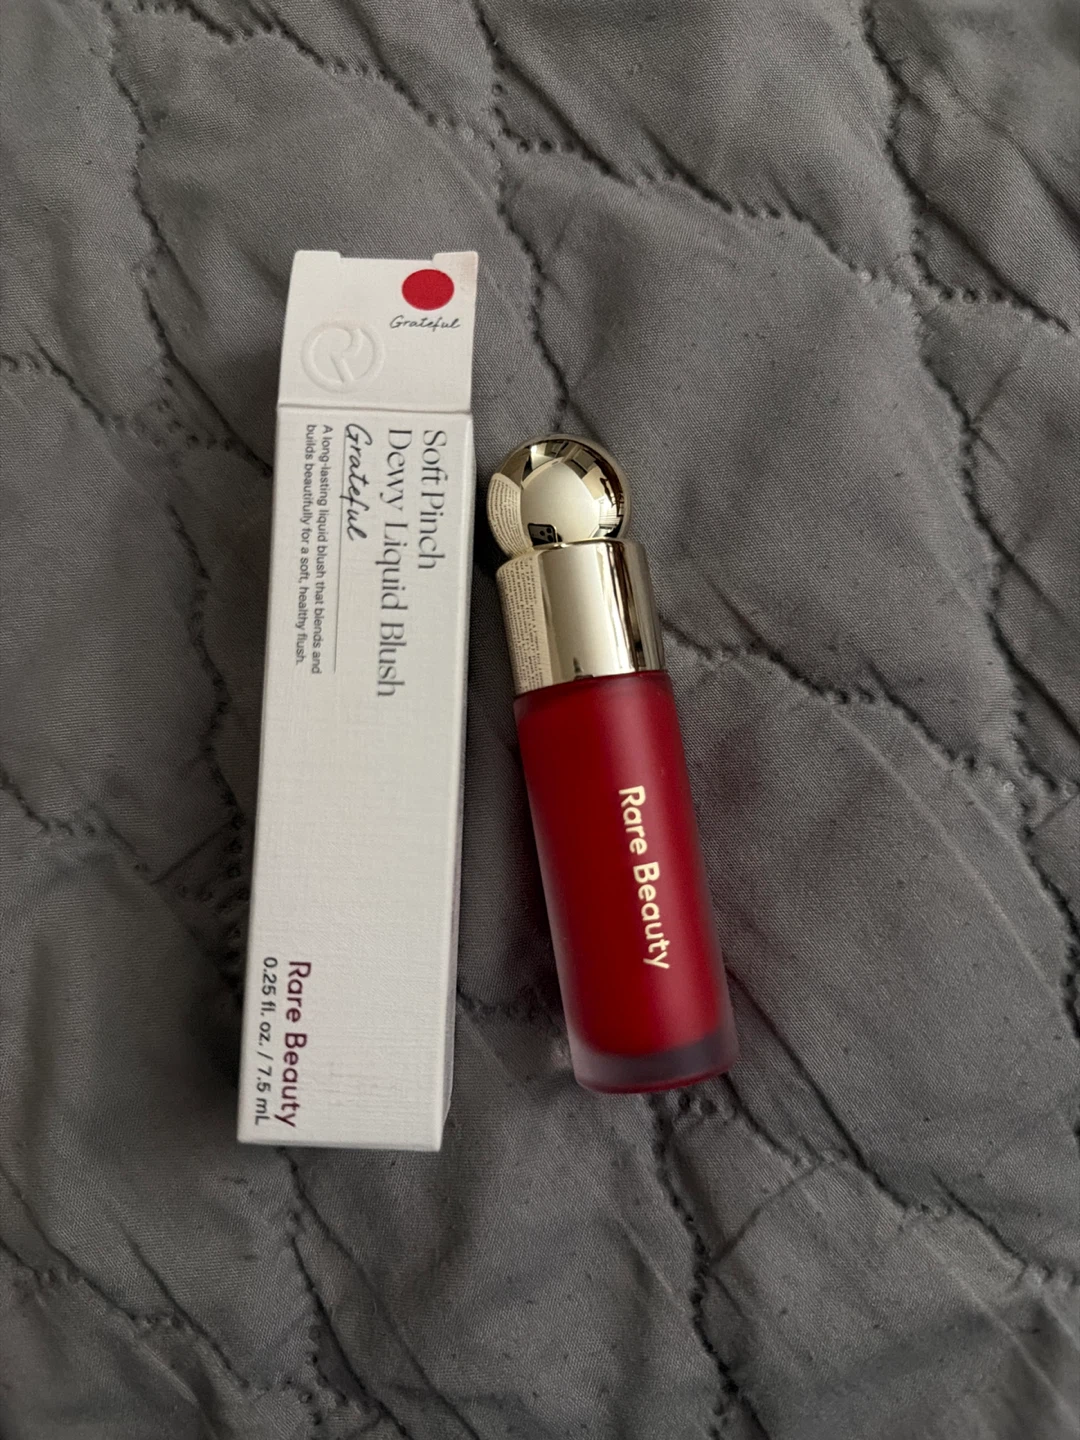 Grateful
Soft Pinch
Dewy Liquid Blush
Grateful
A long-lasting liquid blush that blends and
builds beautifully for a soft, healthy flush.
Rare Beauty
0.25 fl. oz. / 7.5 mL
Rare Beauty